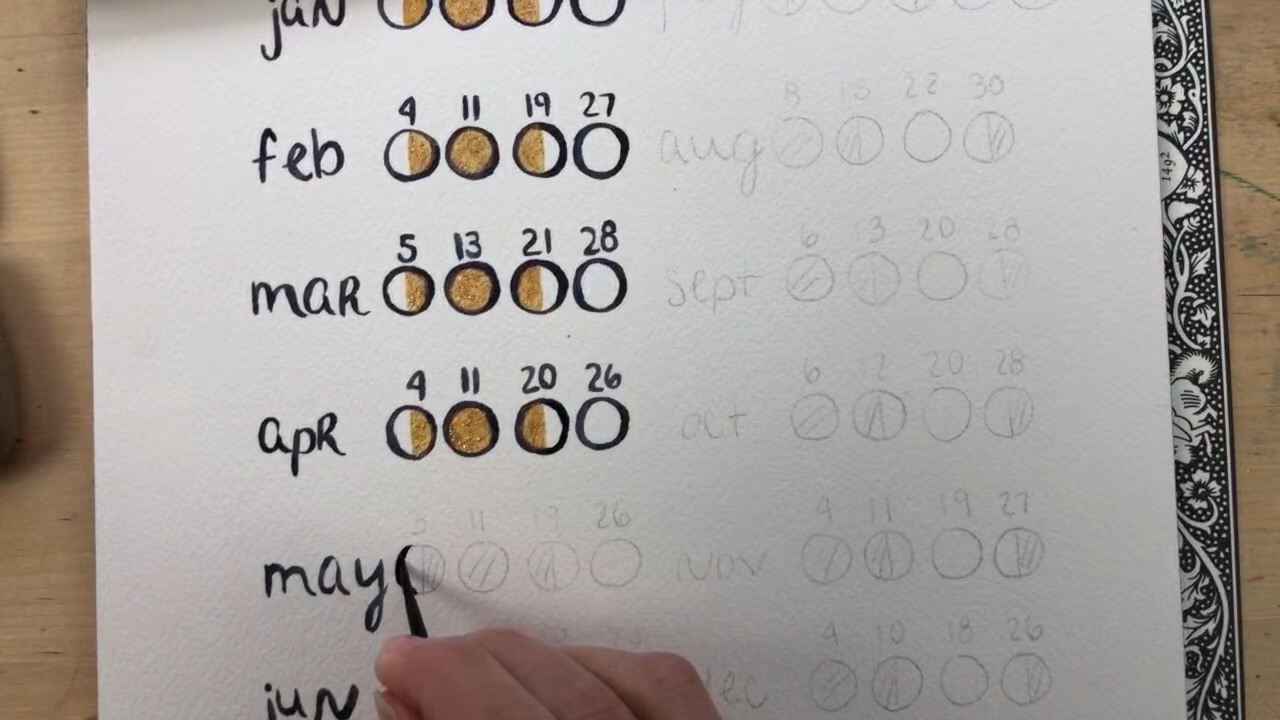 jaN
4 11 19 27
feb
8 15 22 30
aug
5 13 21 28
maR
6 13 20 28
sept
4 11 20 26
apR
6 12 20 28
oct
11 19 26
may
4 11 19 27
Nov
juN
4 10 18 26
dec
1492